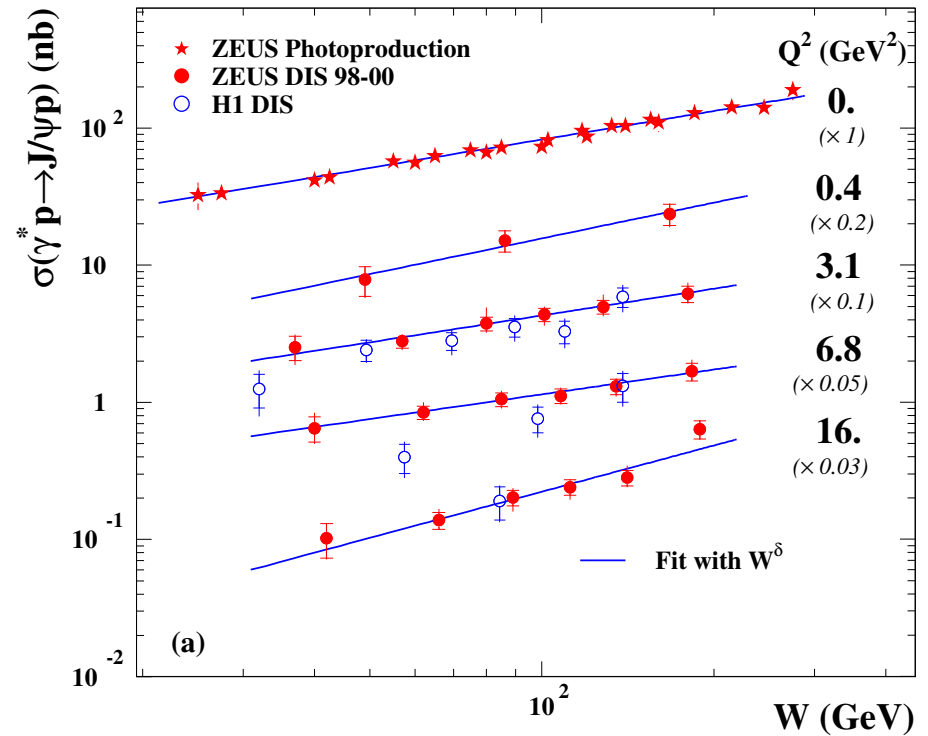 σ(γ* p→J/ψp) (nb)
ZEUS Photoproduction
ZEUS DIS 98-00
H1 DIS
Q² (GeV²)
0.
(× 1)
0.4
(× 0.2)
3.1
(× 0.1)
6.8
(× 0.05)
16.
(× 0.03)
10²
10
1
10⁻¹
10⁻²
Fit with W^δ
(a)
10²
W (GeV)